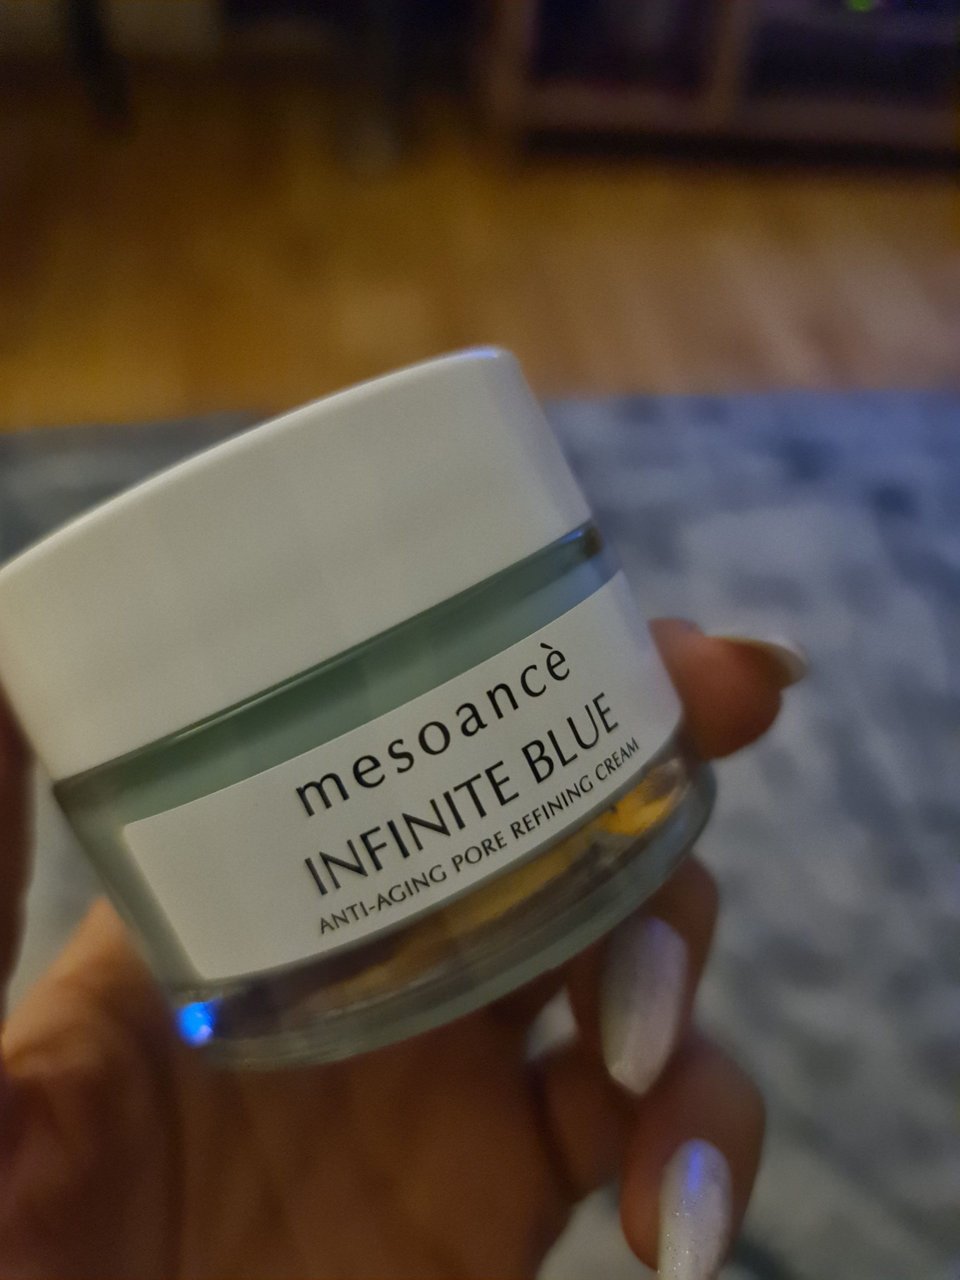 mesoancè
INFINITE BLUE
ANTI-AGING PORE REFINING CREAM